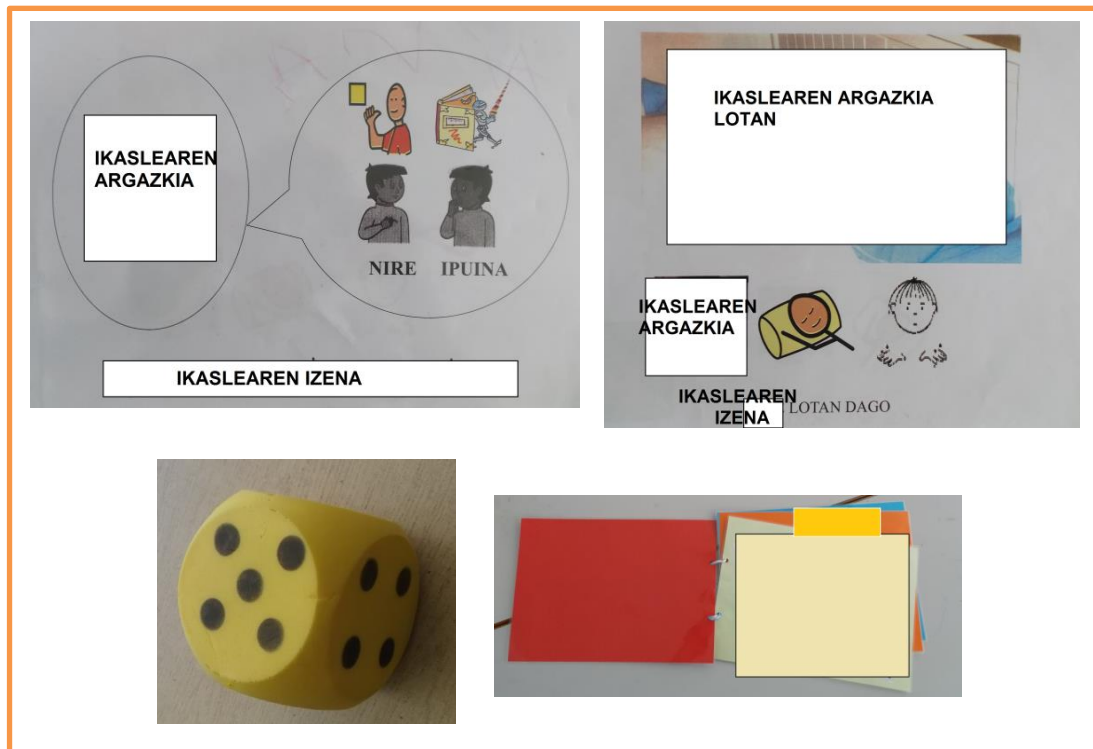 IKASLEAREN
ARGAZKIA
NIRE IPUINA
IKASLEAREN IZENA
IKASLEAREN ARGAZKIA
LOTAN
IKASLEAREN
ARGAZKIA
IKASLEAREN
IZENA
LOTAN DAGO